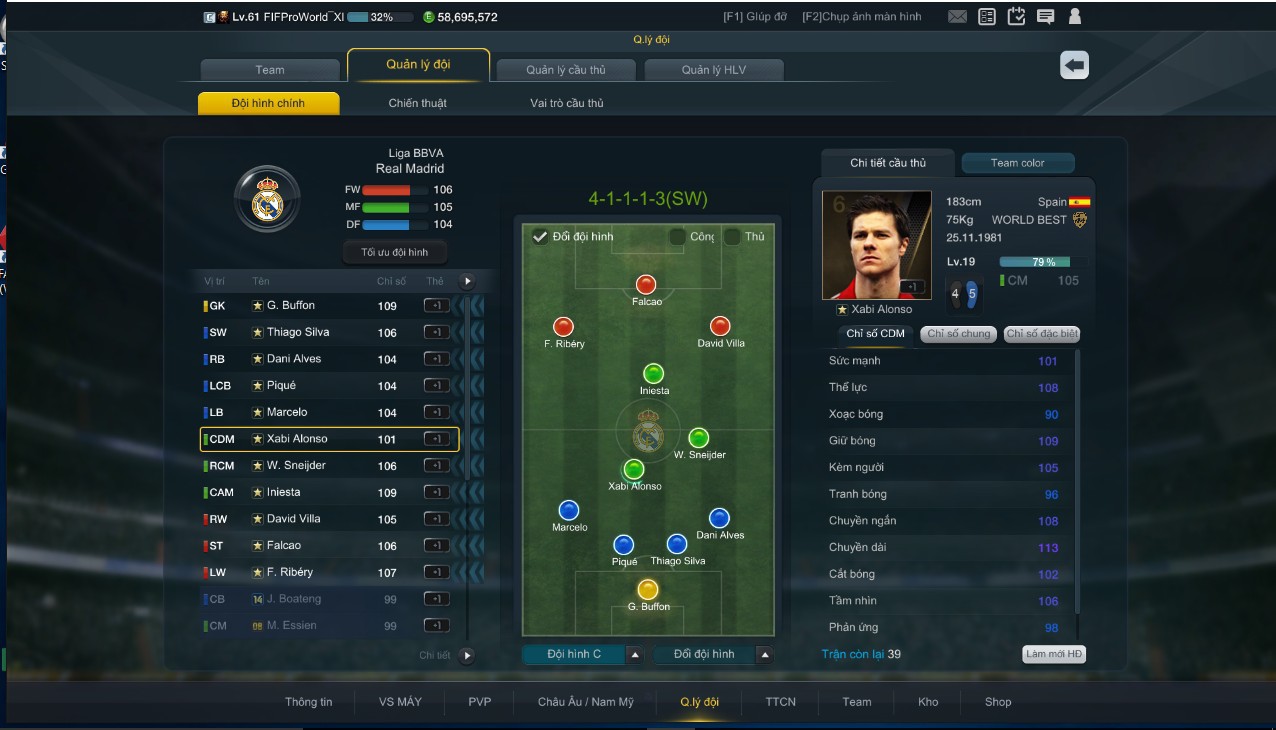 Lv.61 FIFProWorld¯XI 32% E 58,695,572 [F1] Giúp đỡ [F2]Chụp ảnh màn hình
Q.lý đội
Team Quản lý đội Quản lý cầu thủ Quản lý HLV
Đội hình chính Chiến thuật Vai trò cầu thủ
Liga BBVA
Real Madrid
FW 106
MF 105
DF 104
Tối ưu đội hình
Vị trí Tên Chỉ số Thẻ
GK G. Buffon 109 +1
SW Thiago Silva 106 +1
RB Dani Alves 104 +1
LCB Piqué 104 +1
LB Marcelo 104 +1
CDM Xabi Alonso 101 +1
RCM W. Sneijder 106 +1
CAM Iniesta 109 +1
RW David Villa 105 +1
ST Falcao 106 +1
LW F. Ribéry 107 +1
CB 14 J. Boateng 99 +1
CM 08 M. Essien 99 +1
Chi tiết
4-1-1-1-3(SW)
Đổi đội hình Công Thủ
Falcao
F. Ribéry David Villa
Iniesta
W. Sneijder
Xabi Alonso
Marcelo Dani Alves
Piqué Thiago Silva
G. Buffon
Đội hình C Đổi đội hình
Chi tiết cầu thủ Team color
6
183cm Spain
75Kg WORLD BEST
25.11.1981
Lv.19 79 %
CM 105
4 5
+1
Xabi Alonso
Chỉ số CDM Chỉ số chung Chỉ số đặc biệt
Sức mạnh 101
Thể lực 108
Xoạc bóng 90
Giữ bóng 109
Kèm người 105
Tranh bóng 96
Chuyền ngắn 108
Chuyền dài 113
Cắt bóng 102
Tầm nhìn 106
Phản ứng 98
Trận còn lại 39 Làm mới HĐ
Thông tin VS MÁY PVP Châu Âu / Nam Mỹ Q.lý đội TTCN Team Kho Shop